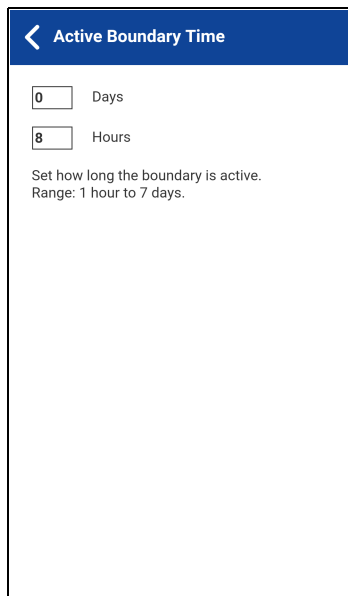 Active Boundary Time
0 Days
8 Hours
Set how long the boundary is active.
Range: 1 hour to 7 days.